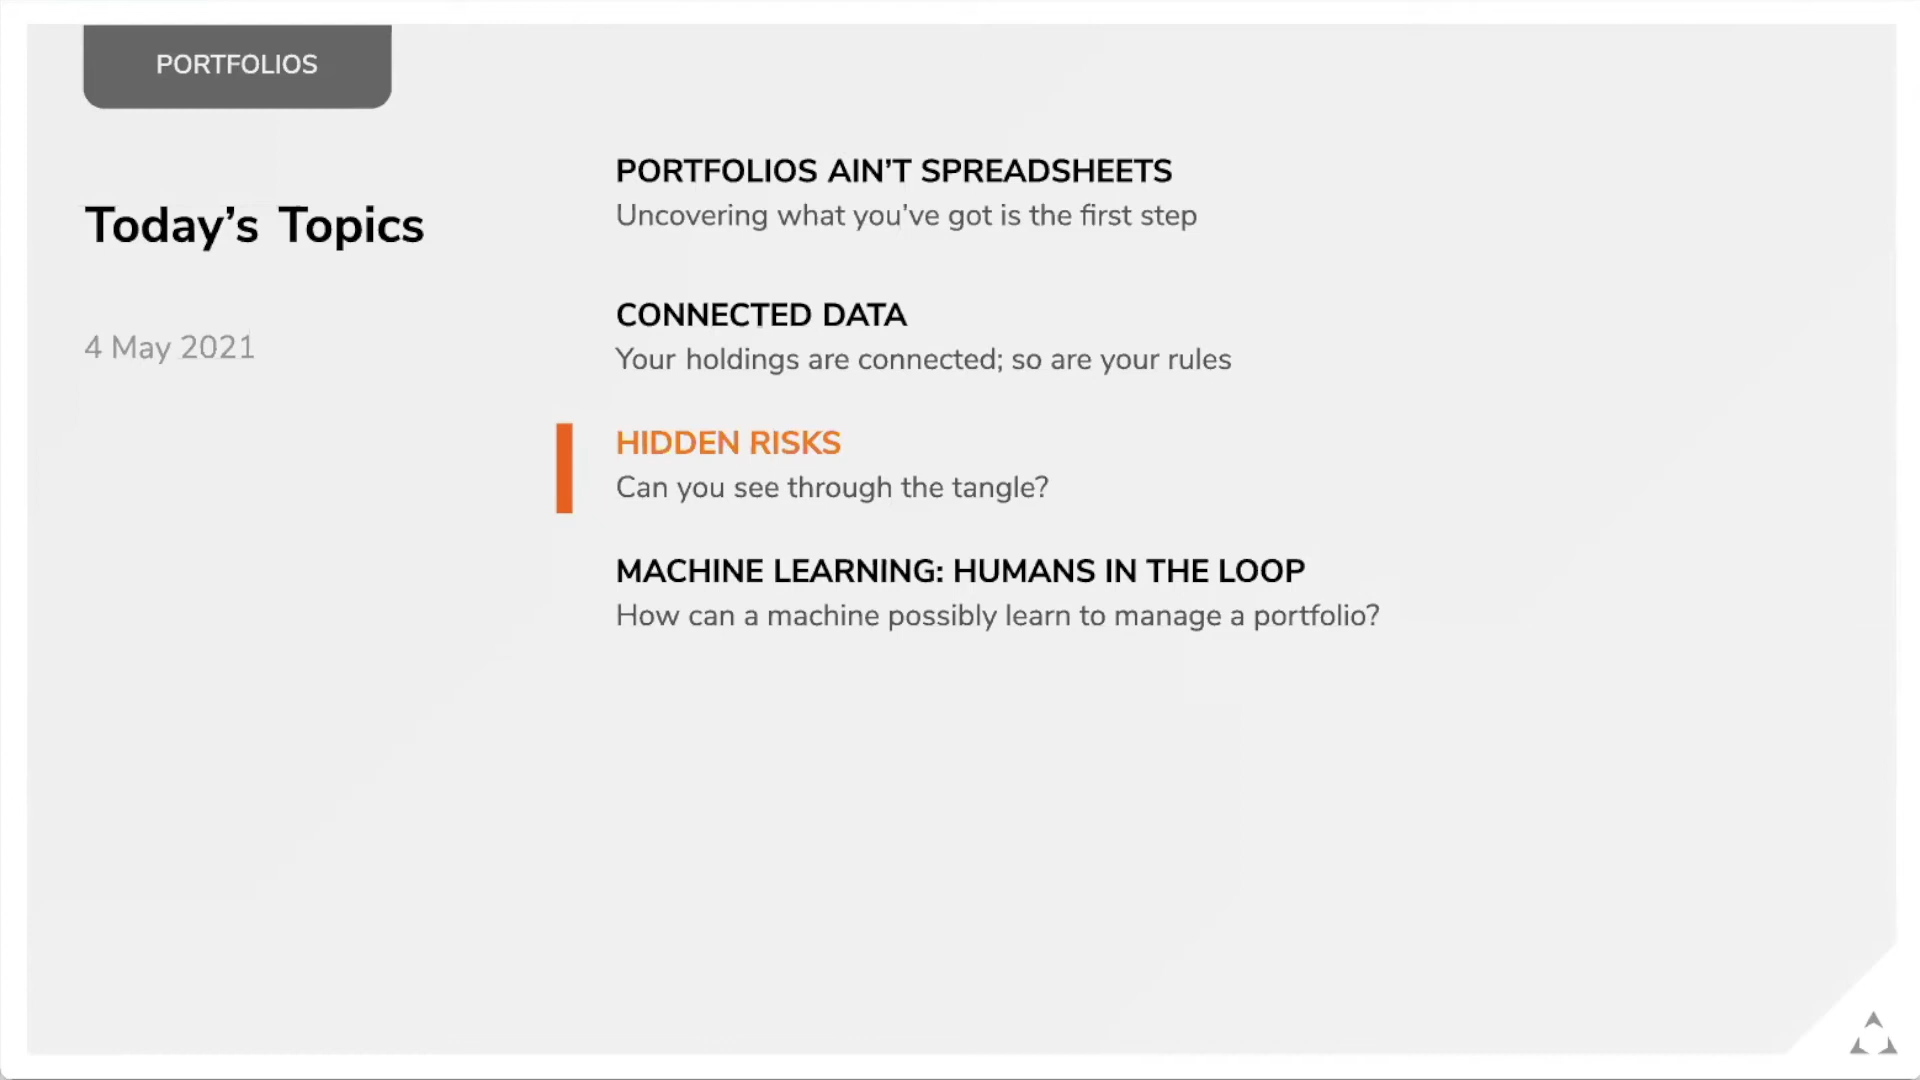 PORTFOLIOS
Today’s Topics
4 May 2021
PORTFOLIOS AIN’T SPREADSHEETS
Uncovering what you’ve got is the first step
CONNECTED DATA
Your holdings are connected; so are your rules
HIDDEN RISKS
Can you see through the tangle?
MACHINE LEARNING: HUMANS IN THE LOOP
How can a machine possibly learn to manage a portfolio?